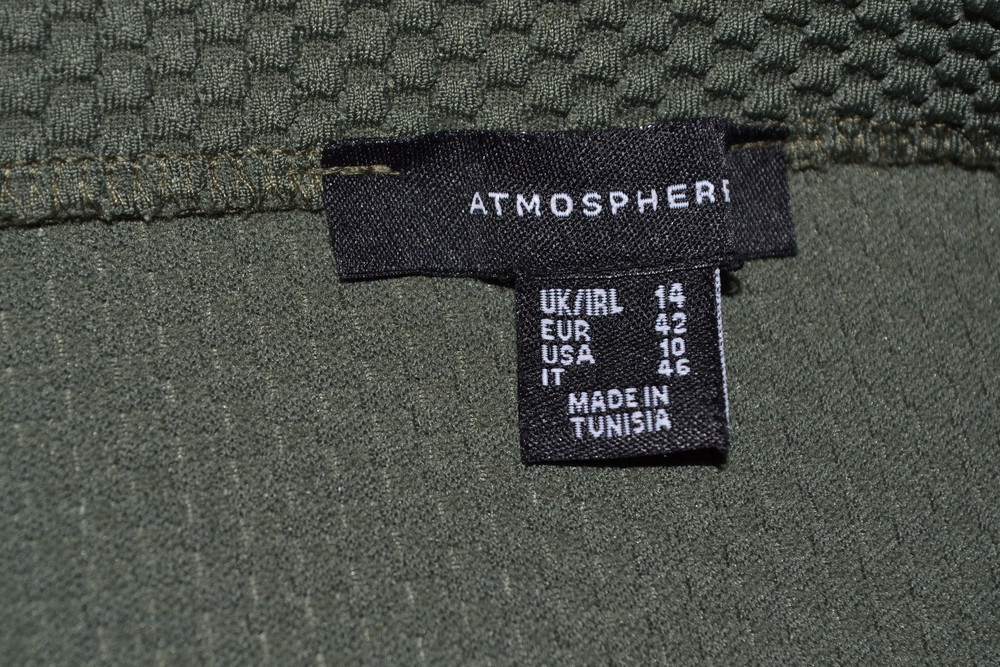 ATMOSPHERE
UK/IRL 14
EUR 42
USA 10
IT 46
MADE IN
TUNISIA